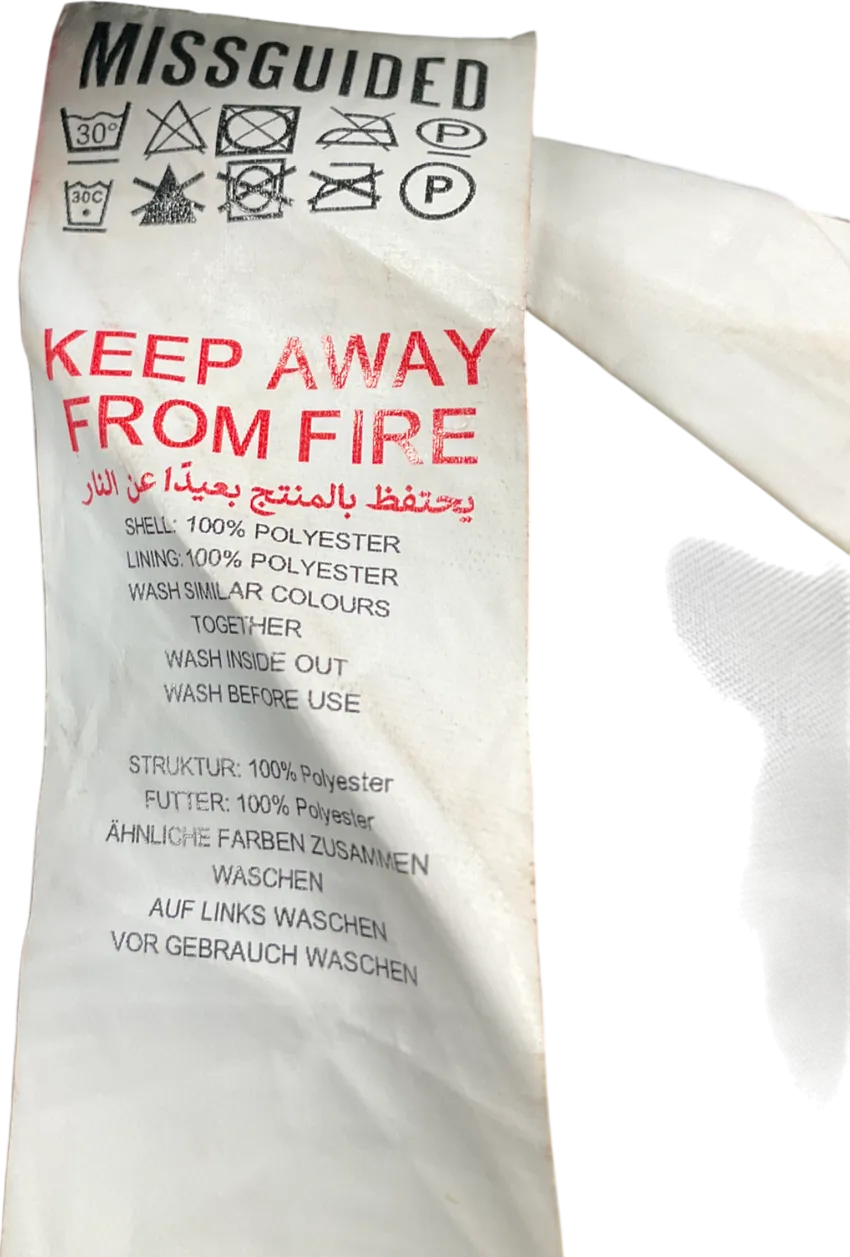 MISSGUIDED
30° P
30C P
KEEP AWAY
FROM FIRE
يحتفظ بالمنتج بعيدًا عن النار
SHELL: 100% POLYESTER
LINING: 100% POLYESTER
WASH SIMILAR COLOURS
TOGETHER
WASH INSIDE OUT
WASH BEFORE USE
STRUKTUR: 100% Polyester
FUTTER: 100% Polyester
ÄHNLICHE FARBEN ZUSAMMEN
WASCHEN
AUF LINKS WASCHEN
VOR GEBRAUCH WASCHEN